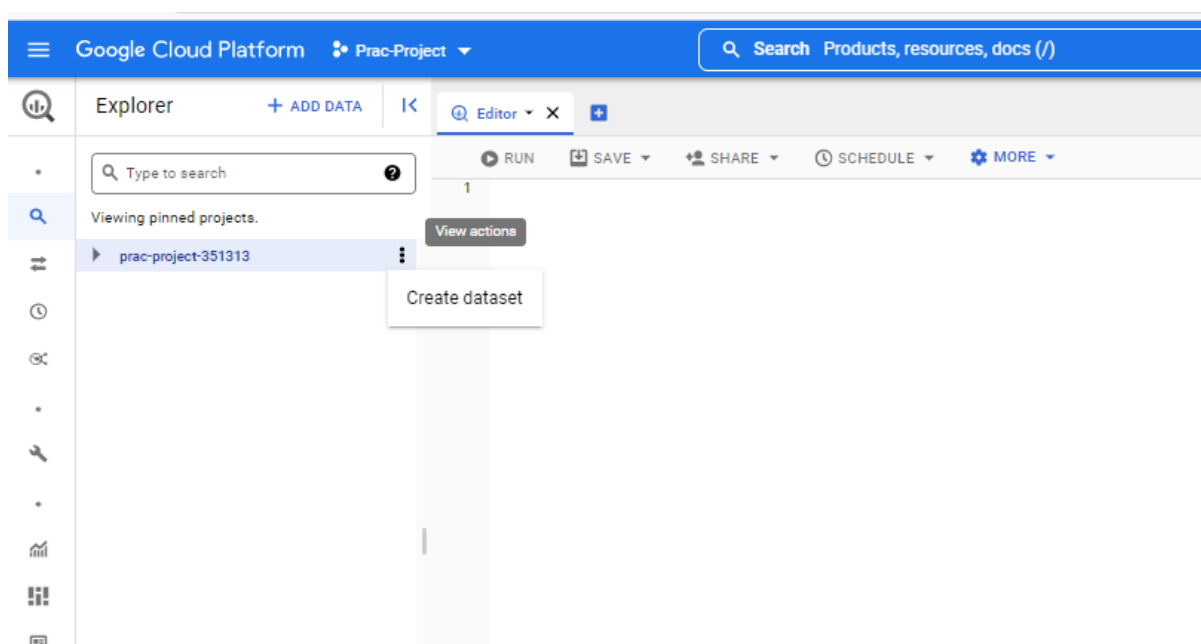 Google Cloud Platform Prac-Project Search Products, resources, docs (/)
Explorer + ADD DATA Editor
RUN SAVE SHARE SCHEDULE MORE
Type to search
1
Viewing pinned projects.
View actions
prac-project-351313
Create dataset